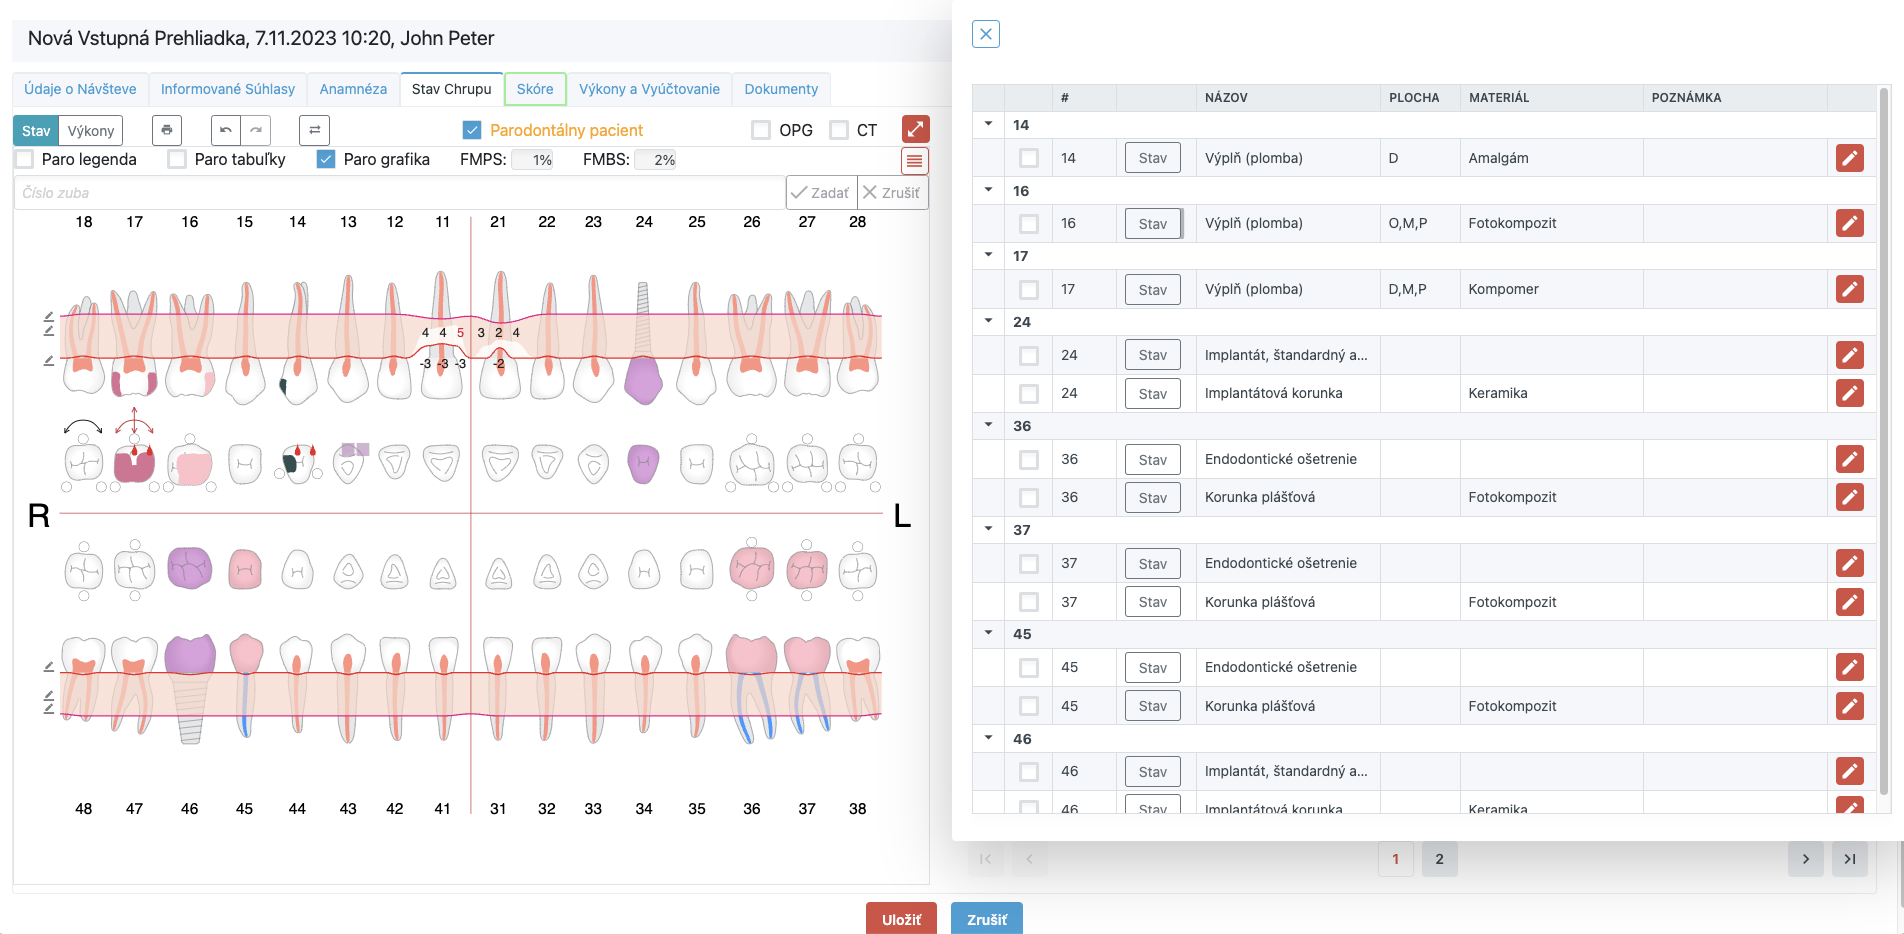 Nová Vstupná Prehliadka, 7.11.2023 10:20, John Peter
Údaje o Návšteve Informované Súhlasy Anamnéza Stav Chrupu Skóre Výkony a Vyúčtovanie Dokumenty
Stav Výkony Parodontálny pacient OPG CT
Paro legenda Paro tabuľky Paro grafika FMPS: 1% FMBS: 2%
Číslo zuba Zadať Zrušiť
18 17 16 15 14 13 12 11 21 22 23 24 25 26 27 28
4 4 5 3 2 4
-3 -3 -3 -2
R L
48 47 46 45 44 43 42 41 31 32 33 34 35 36 37 38
# NÁZOV PLOCHA MATERIÁL POZNÁMKA
14
14 Stav Výplň (plomba) D Amalgám
16
16 Stav Výplň (plomba) O,M,P Fotokompozit
17
17 Stav Výplň (plomba) D,M,P Kompomer
24
24 Stav Implantát, štandardný a...
24 Stav Implantátová korunka Keramika
36
36 Stav Endodontické ošetrenie
36 Stav Korunka plášťová Fotokompozit
37
37 Stav Endodontické ošetrenie
37 Stav Korunka plášťová Fotokompozit
45
45 Stav Endodontické ošetrenie
45 Stav Korunka plášťová Fotokompozit
46
46 Stav Implantát, štandardný a...
46 Stav Implantátová korunka Keramika
1 2
Uložiť Zrušiť